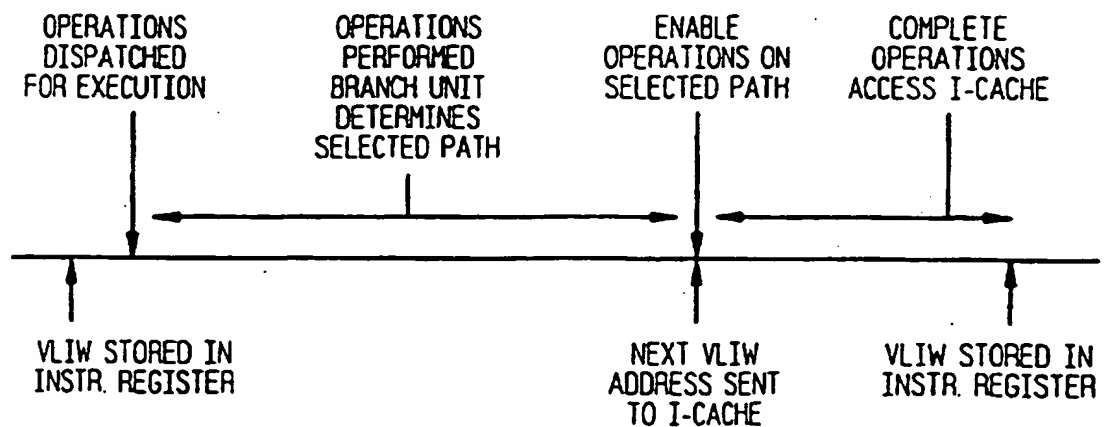 OPERATIONS
DISPATCHED
FOR EXECUTION
OPERATIONS
PERFORMED
BRANCH UNIT
DETERMINES
SELECTED PATH
ENABLE
OPERATIONS ON
SELECTED PATH
COMPLETE
OPERATIONS
ACCESS I-CACHE
VLIW STORED IN
INSTR. REGISTER
NEXT VLIW
ADDRESS SENT
TO I-CACHE
VLIW STORED IN
INSTR. REGISTER